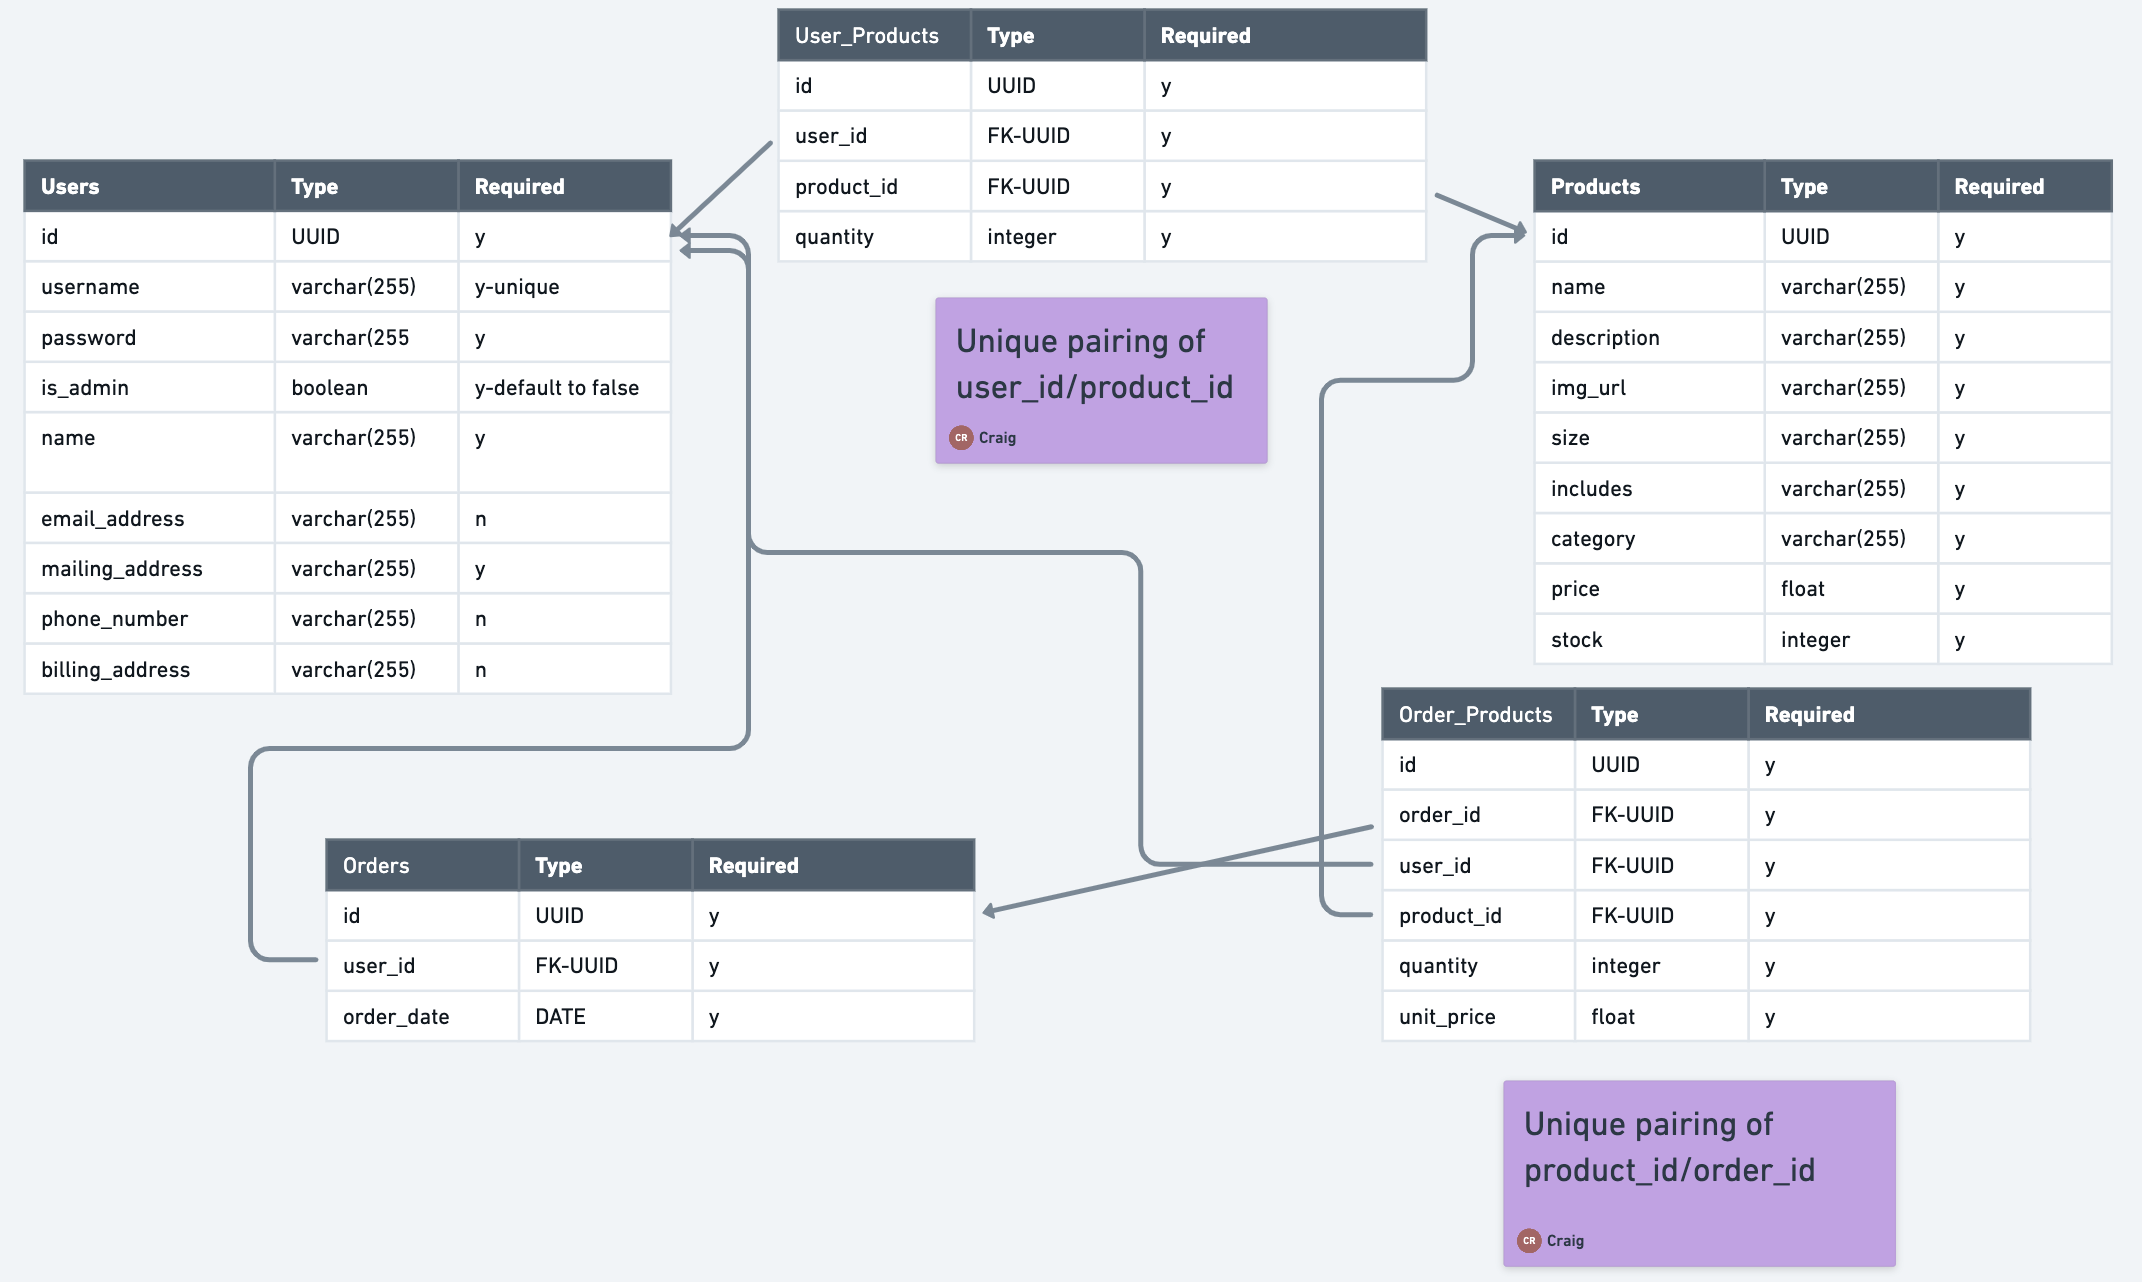 User_Products Type Required
id UUID y
user_id FK-UUID y
product_id FK-UUID y
quantity integer y
Unique pairing of
user_id/product_id
CR Craig
Users Type Required
id UUID y
username varchar(255) y-unique
password varchar(255 y
is_admin boolean y-default to false
name varchar(255) y
email_address varchar(255) n
mailing_address varchar(255) y
phone_number varchar(255) n
billing_address varchar(255) n
Products Type Required
id UUID y
name varchar(255) y
description varchar(255) y
img_url varchar(255) y
size varchar(255) y
includes varchar(255) y
category varchar(255) y
price float y
stock integer y
Orders Type Required
id UUID y
user_id FK-UUID y
order_date DATE y
Order_Products Type Required
id UUID y
order_id FK-UUID y
user_id FK-UUID y
product_id FK-UUID y
quantity integer y
unit_price float y
Unique pairing of
product_id/order_id
CR Craig